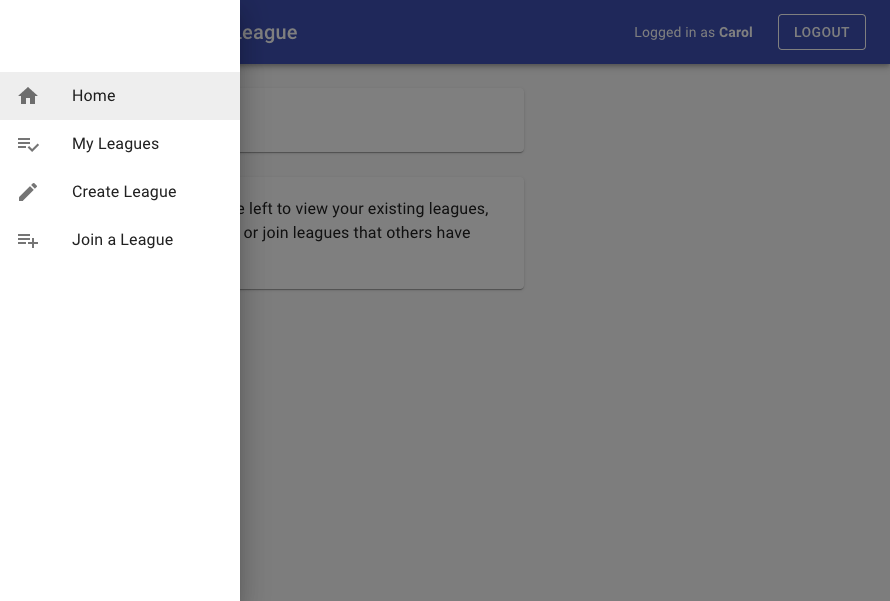 League
Logged in as Carol
LOGOUT
Home
My Leagues
Create League
Join a League
left to view your existing leagues,
or join leagues that others have